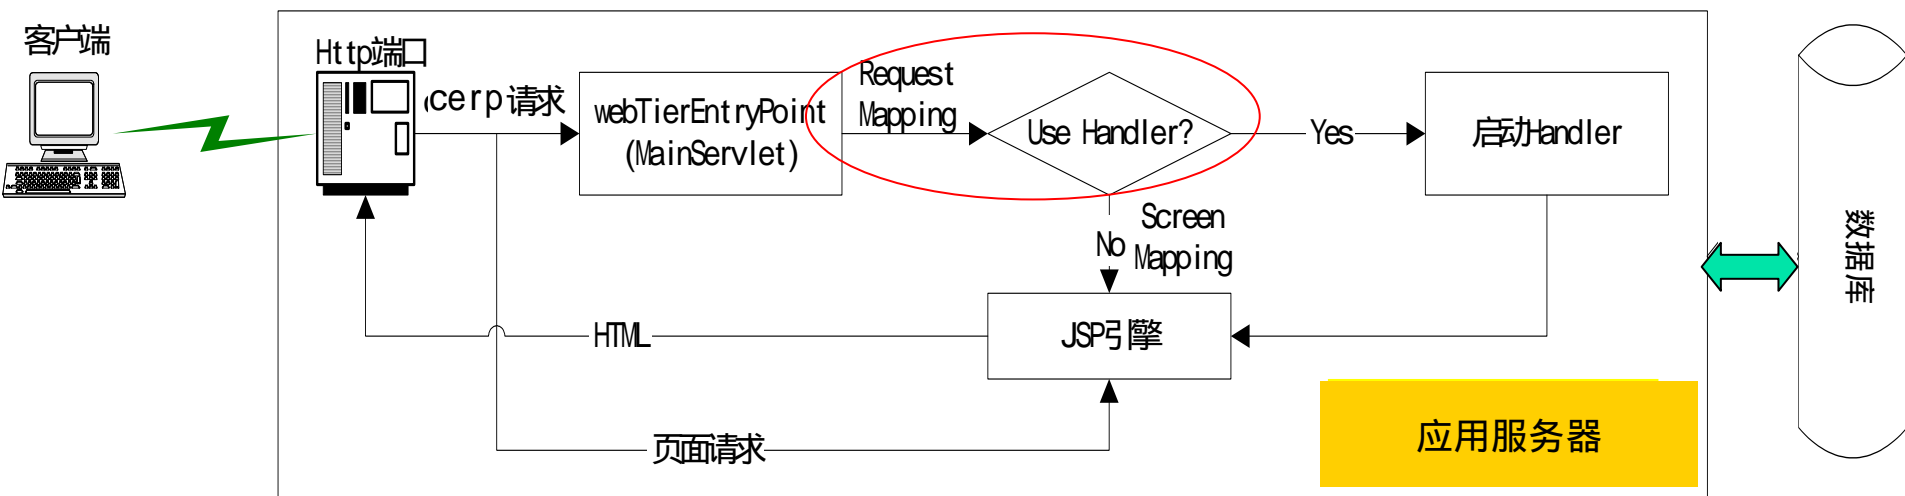 客户端
Http端口
cerp请求
webTierEntryPoint
(MainServlet)
Request
Mapping
Use Handler?
Yes
启动Handler
No
Screen
Mapping
JSP引擎
HTML
页面请求
应用服务器
数据库